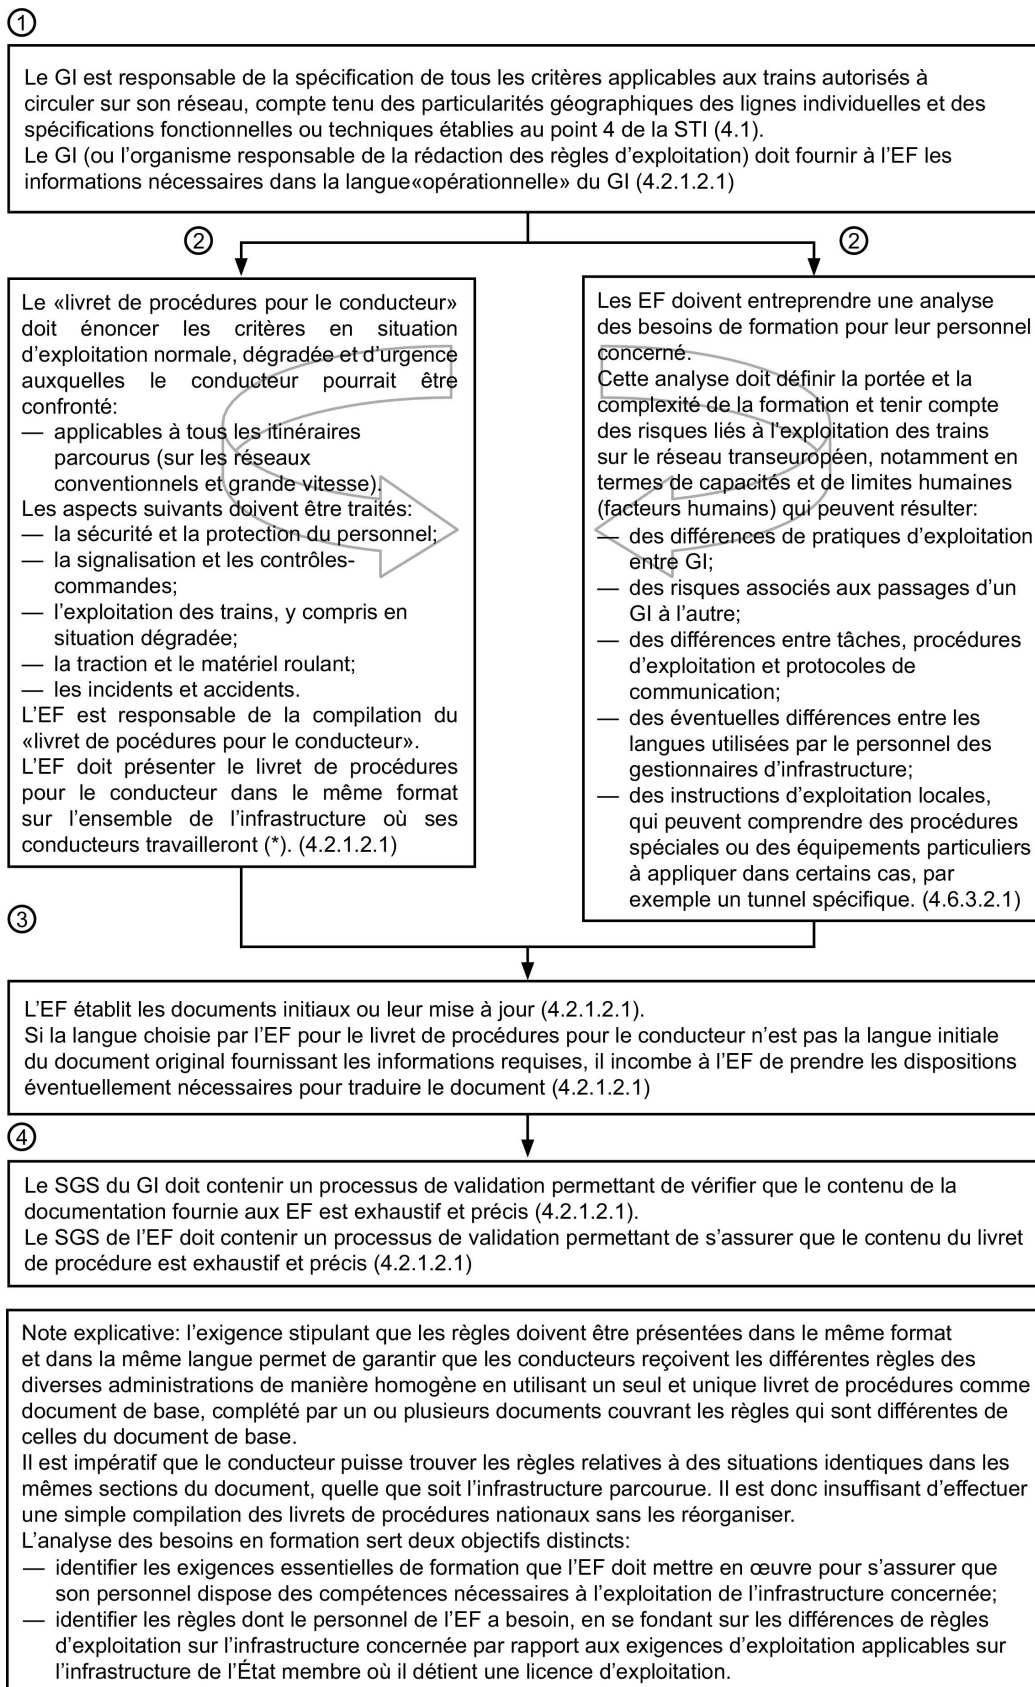 ①
Le GI est responsable de la spécification de tous les critères applicables aux trains autorisés à
circuler sur son réseau, compte tenu des particularités géographiques des lignes individuelles et des
spécifications fonctionnelles ou techniques établies au point 4 de la STI (4.1).
Le GI (ou l’organisme responsable de la rédaction des règles d’exploitation) doit fournir à l’EF les
informations nécessaires dans la langue«opérationnelle» du GI (4.2.1.2.1)
②
Le «livret de procédures pour le conducteur»
doit énoncer les critères en situation
d’exploitation normale, dégradée et d’urgence
auxquelles le conducteur pourrait être
confronté:
— applicables à tous les itinéraires
parcourus (sur les réseaux
conventionnels et grande vitesse).
Les aspects suivants doivent être traités:
— la sécurité et la protection du personnel;
— la signalisation et les contrôles-
commandes;
— l’exploitation des trains, y compris en
situation dégradée;
— la traction et le matériel roulant;
— les incidents et accidents.
L’EF est responsable de la compilation du
«livret de pocédures pour le conducteur».
L’EF doit présenter le livret de procédures
pour le conducteur dans le même format
sur l’ensemble de l’infrastructure où ses
conducteurs travailleront (*). (4.2.1.2.1)
②
Les EF doivent entreprendre une analyse
des besoins de formation pour leur personnel
concerné.
Cette analyse doit définir la portée et la
complexité de la formation et tenir compte
des risques liés à l’exploitation des trains
sur le réseau transeuropéen, notamment en
termes de capacités et de limites humaines
(facteurs humains) qui peuvent résulter:
— des différences de pratiques d’exploitation
entre GI;
— des risques associés aux passages d’un
GI à l’autre;
— des différences entre tâches, procédures
d’exploitation et protocoles de
communication;
— des éventuelles différences entre les
langues utilisées par le personnel des
gestionnaires d’infrastructure;
— des instructions d’exploitation locales,
qui peuvent comprendre des procédures
spéciales ou des équipements particuliers
à appliquer dans certains cas, par
exemple un tunnel spécifique. (4.6.3.2.1)
③
L’EF établit les documents initiaux ou leur mise à jour (4.2.1.2.1).
Si la langue choisie par l’EF pour le livret de procédures pour le conducteur n’est pas la langue initiale
du document original fournissant les informations requises, il incombe à l’EF de prendre les dispositions
éventuellement nécessaires pour traduire le document (4.2.1.2.1)
④
Le SGS du GI doit contenir un processus de validation permettant de vérifier que le contenu de la
documentation fournie aux EF est exhaustif et précis (4.2.1.2.1).
Le SGS de l’EF doit contenir un processus de validation permettant de s’assurer que le contenu du livret
de procédure est exhaustif et précis (4.2.1.2.1)
Note explicative: l’exigence stipulant que les règles doivent être présentées dans le même format
et dans la même langue permet de garantir que les conducteurs reçoivent les différentes règles des
diverses administrations de manière homogène en utilisant un seul et unique livret de procédures comme
document de base, complété par un ou plusieurs documents couvrant les règles qui sont différentes de
celles du document de base.
Il est impératif que le conducteur puisse trouver les règles relatives à des situations identiques dans les
mêmes sections du document, quelle que soit l’infrastructure parcourue. Il est donc insuffisant d’effectuer
une simple compilation des livrets de procédures nationaux sans les réorganiser.
L’analyse des besoins en formation sert deux objectifs distincts:
— identifier les exigences essentielles de formation que l’EF doit mettre en œuvre pour s’assurer que
son personnel dispose des compétences nécessaires à l’exploitation de l’infrastructure concernée;
— identifier les règles dont le personnel de l’EF a besoin, en se fondant sur les différences de règles
d’exploitation sur l’infrastructure concernée par rapport aux exigences d’exploitation applicables sur
l’infrastructure de l’État membre où il détient une licence d’exploitation.